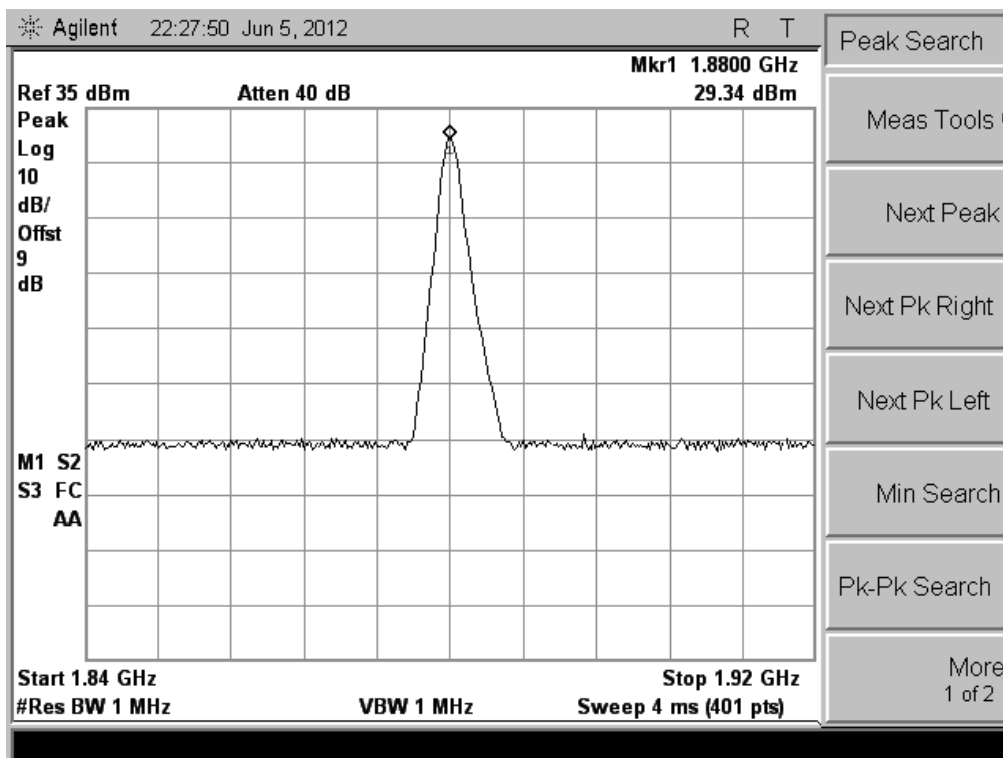 Agilent 22:27:50 Jun 5, 2012 R T
Mkr1 1.8800 GHz
Ref 35 dBm Atten 40 dB 29.34 dBm
Peak
Log
10
dB/
Offst
9
dB
M1 S2
S3 FC
AA
Start 1.84 GHz Stop 1.92 GHz
#Res BW 1 MHz VBW 1 MHz Sweep 4 ms (401 pts)
Peak Search
Meas Tools
Next Peak
Next Pk Right
Next Pk Left
Min Search
Pk-Pk Search
More
1 of 2